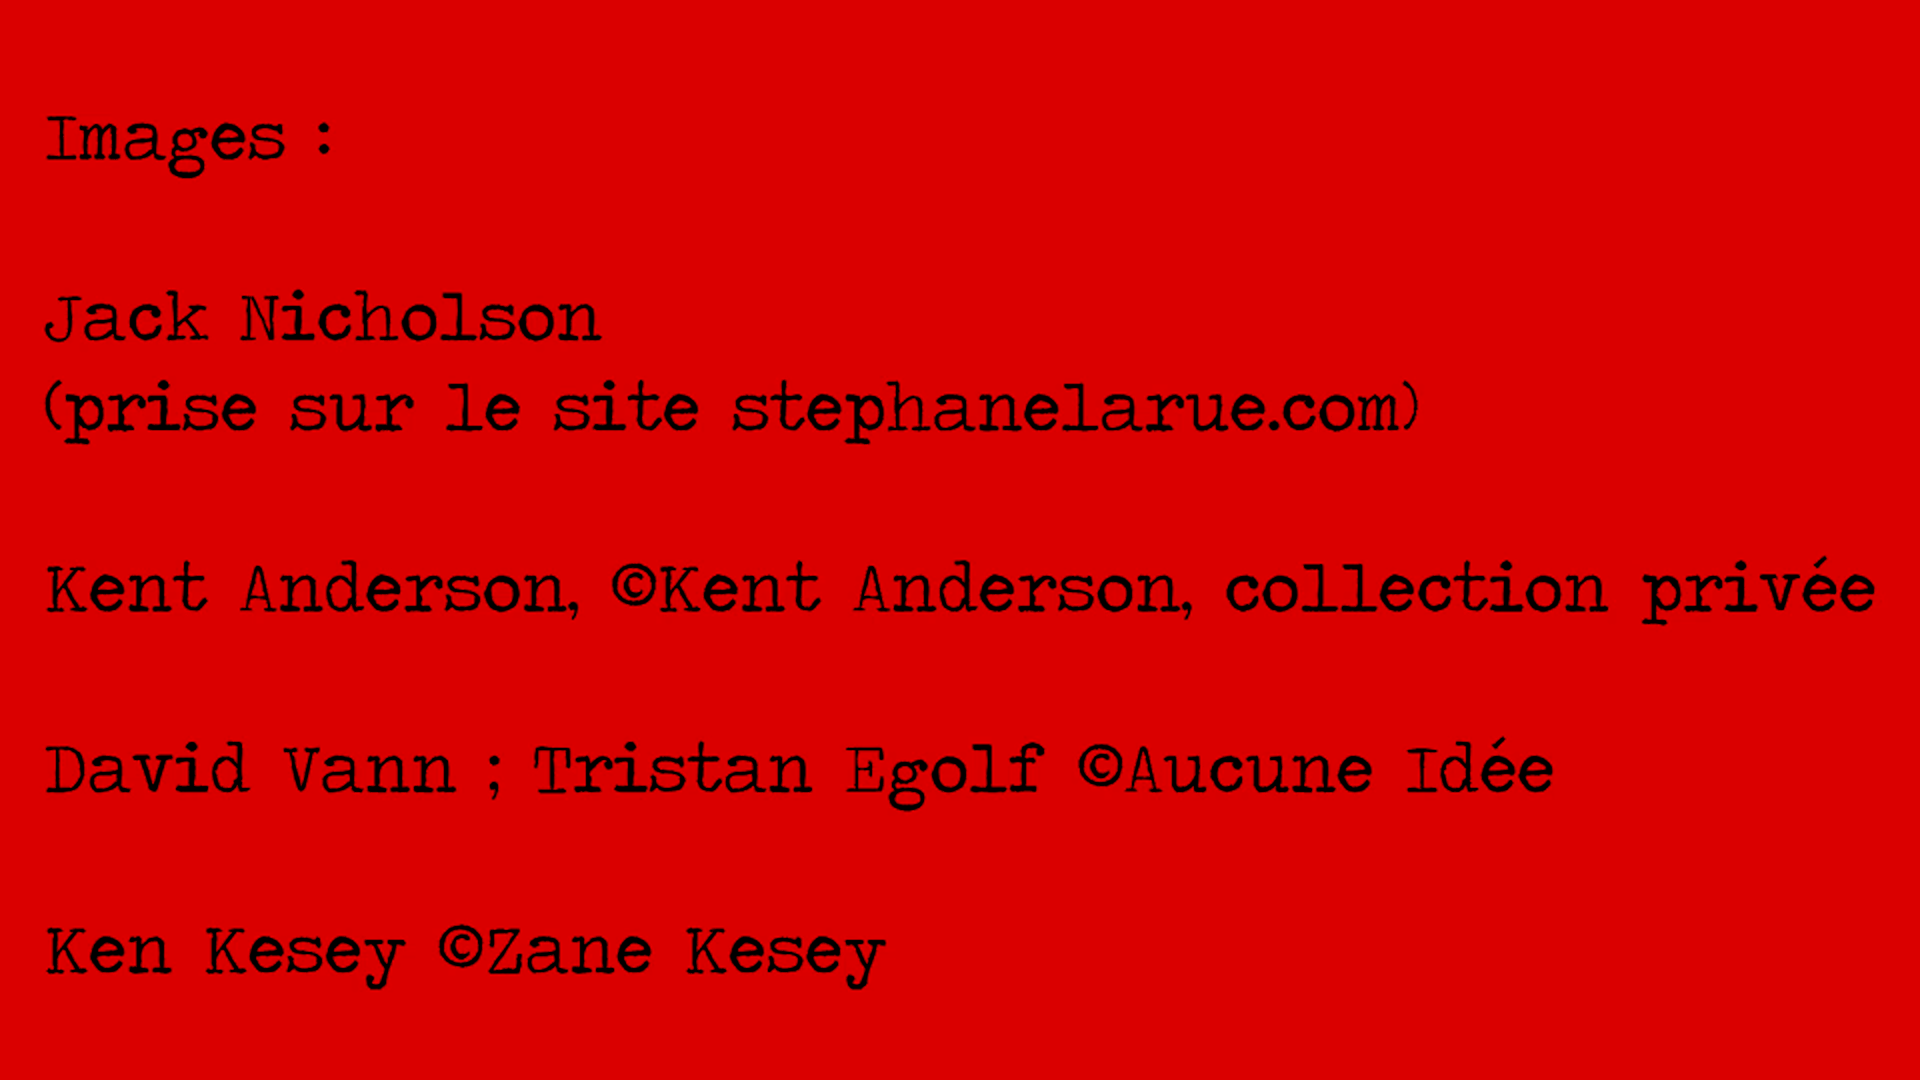 Images :
Jack Nicholson
(prise sur le site stephanelarue.com)
Kent Anderson, ©Kent Anderson, collection privée
David Vann ; Tristan Egolf ©Aucune Idée
Ken Kesey ©Zane Kesey